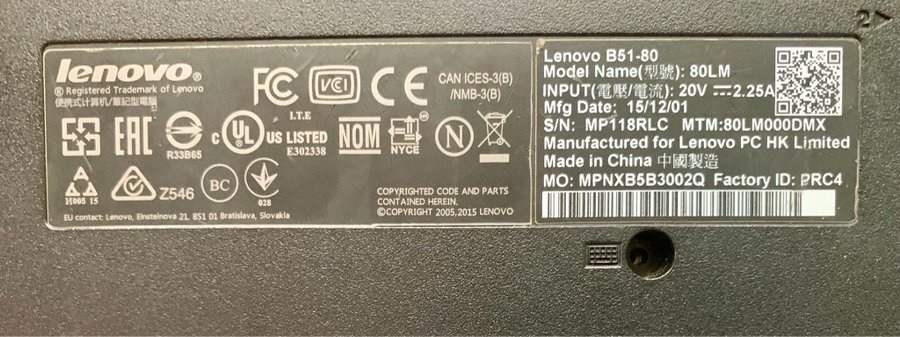 2
lenovo®
® Registered Trademark of Lenovo
便携式计算机/筆記型電腦
FC
VCI
I.T.E
CE
CAN ICES-3(B)
/NMB-3(B)
EAC
R33B65
c UL US LISTED
E302338
NOM
NYCE
N
И005 15
Z546
BC
028
COPYRIGHTED CODE AND PARTS
CONTAINED HEREIN,
©COPYRIGHT 2005,2015 LENOVO
EU contact: Lenovo, Einsteinova 21, 851 01 Bratislava, Slovakia
Lenovo B51-80
Model Name(型號): 80LM
INPUT(電壓/電流): 20V ⎓ 2.25A
Mfg Date: 15/12/01
S/N: MP118RLC MTM:80LM000DMX
Manufactured for Lenovo PC HK Limited
Made in China 中國製造
MO: MPNXB5B3002Q Factory ID: PRC4